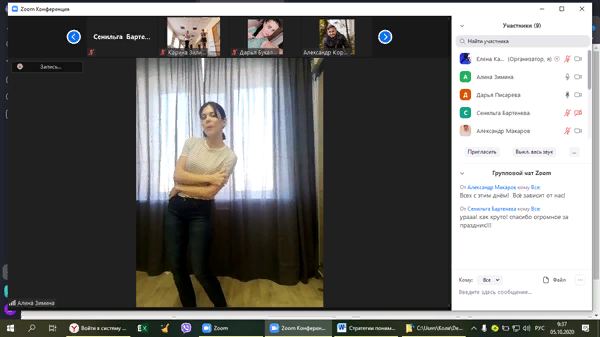 Zoom Конференция
Сенильга Барте...
Карина Зали...
Дарья Букал...
Александр Кор...
Запись...
Участники (9)
Найти участника
Елена Ка... (Организатор, я)
Алина Зимина
Дарья Писарева
Сенильга Бартенева
Александр Макаров
Пригласить
Выкл. весь звук
...
Групповой чат Zoom
От Александр Макаров кому Все:
Всех с этим днём! Всё зависит от нас!
От Сенильга Бартенева кому Все:
урааа! как круто! спасибо огромное за
праздник!!!
Кому: Все
Файл
...
Введите здесь сообщение...
Алена Зимина
Войти в систему ...
Zoom
Zoom Конферен...
Стратегии поним...
C:\Users\Коля\De...
РУС
9:37
05.10.2020